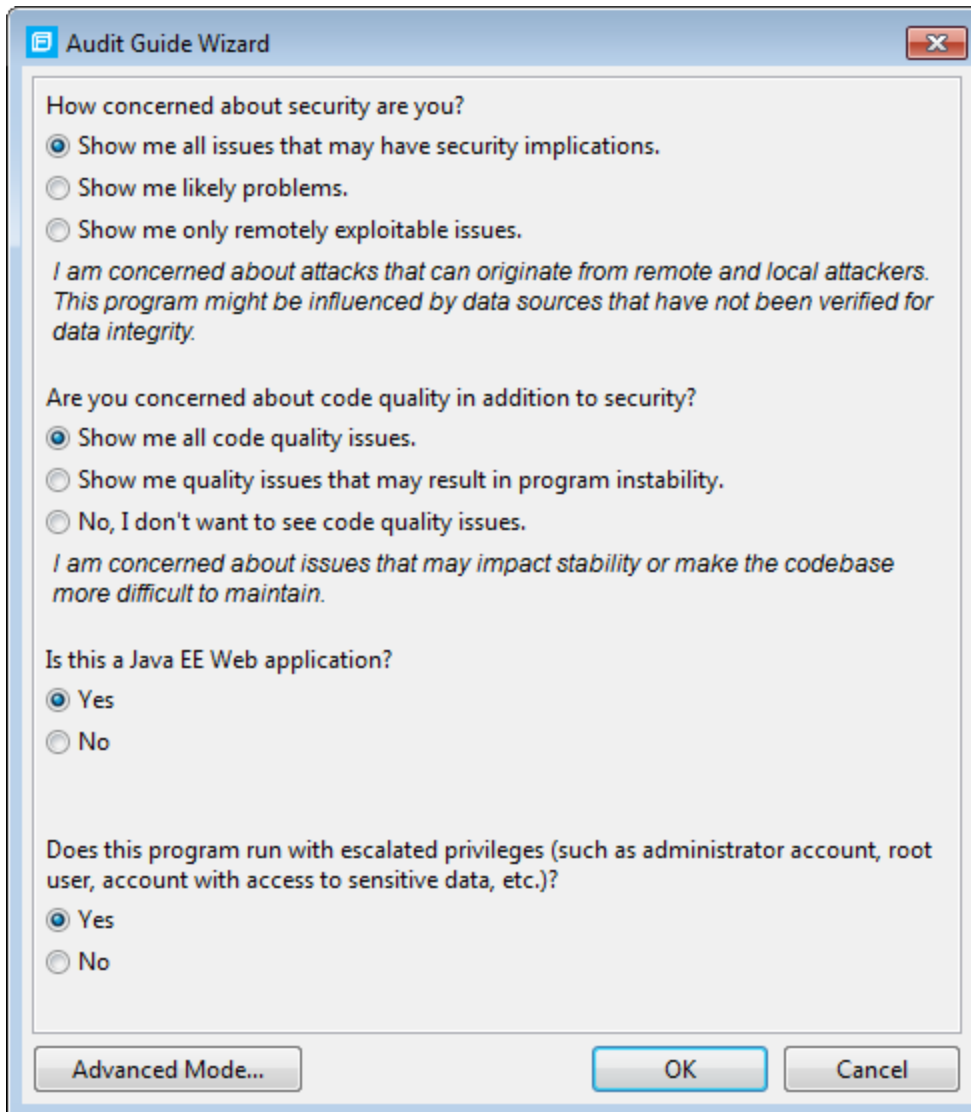 Audit Guide Wizard
How concerned about security are you?
Show me all issues that may have security implications.
Show me likely problems.
Show me only remotely exploitable issues.
I am concerned about attacks that can originate from remote and local attackers.
This program might be influenced by data sources that have not been verified for
data integrity.
Are you concerned about code quality in addition to security?
Show me all code quality issues.
Show me quality issues that may result in program instability.
No, I don't want to see code quality issues.
I am concerned about issues that may impact stability or make the codebase
more difficult to maintain.
Is this a Java EE Web application?
Yes
No
Does this program run with escalated privileges (such as administrator account, root
user, account with access to sensitive data, etc.)?
Yes
No
Advanced Mode... OK Cancel